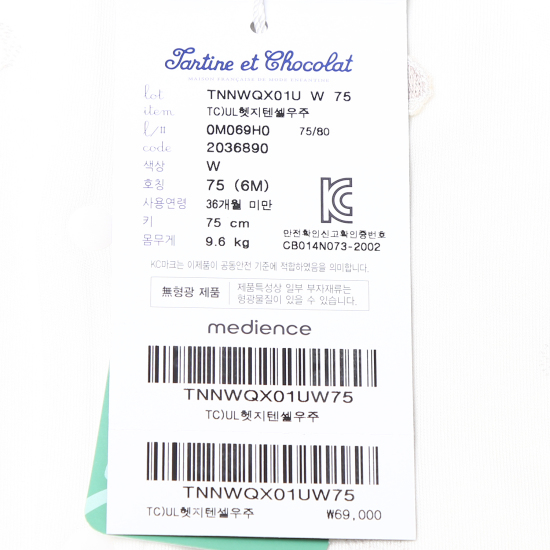 Tartine et Chocolat
MAISON FRANÇAISE DE MODE ENFANTINE
lot TNNWQX01U W 75
item TC)UL헷지텐셀우주
l/# 0M069H0 75/80
code 2036890
색상 W
호칭 75 (6M)
사용연령 36개월 미만
키 75 cm
몸무게 9.6 kg
안전확인신고확인증번호
CB014N073-2002
KC마크는 이제품이 공통안전 기준에 적합하였음을 의미합니다.
無형광 제품
제품특성상 일부 부자재류는
형광물질이 있을 수 있습니다.
medience
TNNWQX01UW75
TC)UL헷지텐셀우주
TNNWQX01UW75
TC)UL헷지텐셀우주 ₩69,000